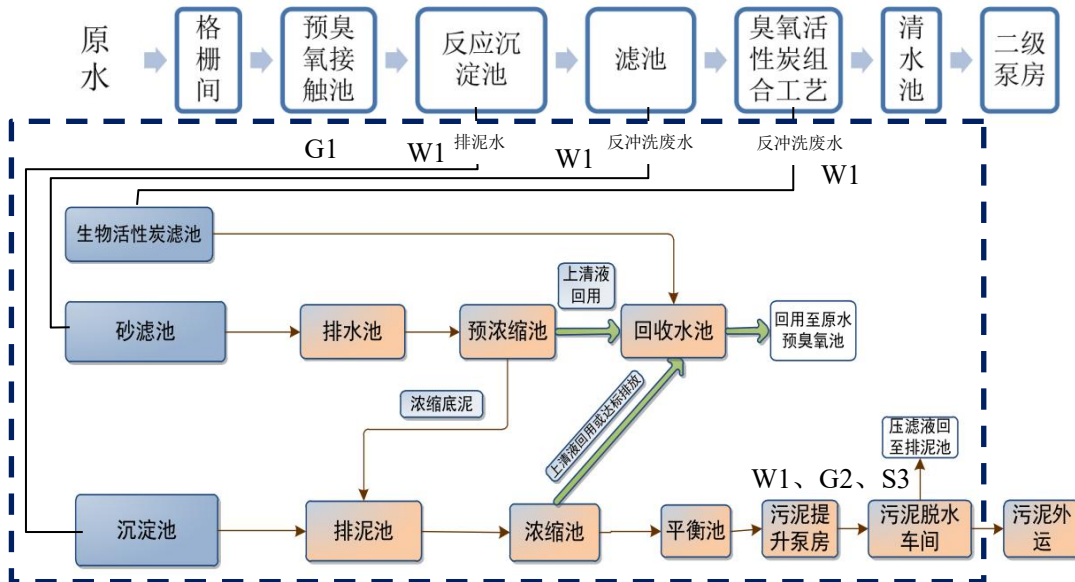 原
水
格
栅
间
预臭
氧接
触池
反应沉
淀池
滤池
臭氧活
性炭组
合工艺
清
水
池
二级
泵房
排泥水
反冲洗废水
反冲洗废水
G1
W1
W1
W1
生物活性炭滤池
上清液
回用
砂滤池
排水池
预浓缩池
回收水池
回用至原水
预臭氧池
浓缩底泥
上清液回用或达标排放
压滤液回
至排泥池
W1、G2、S3
沉淀池
排泥池
浓缩池
平衡池
污泥提
升泵房
污泥脱水
车间
污泥外
运